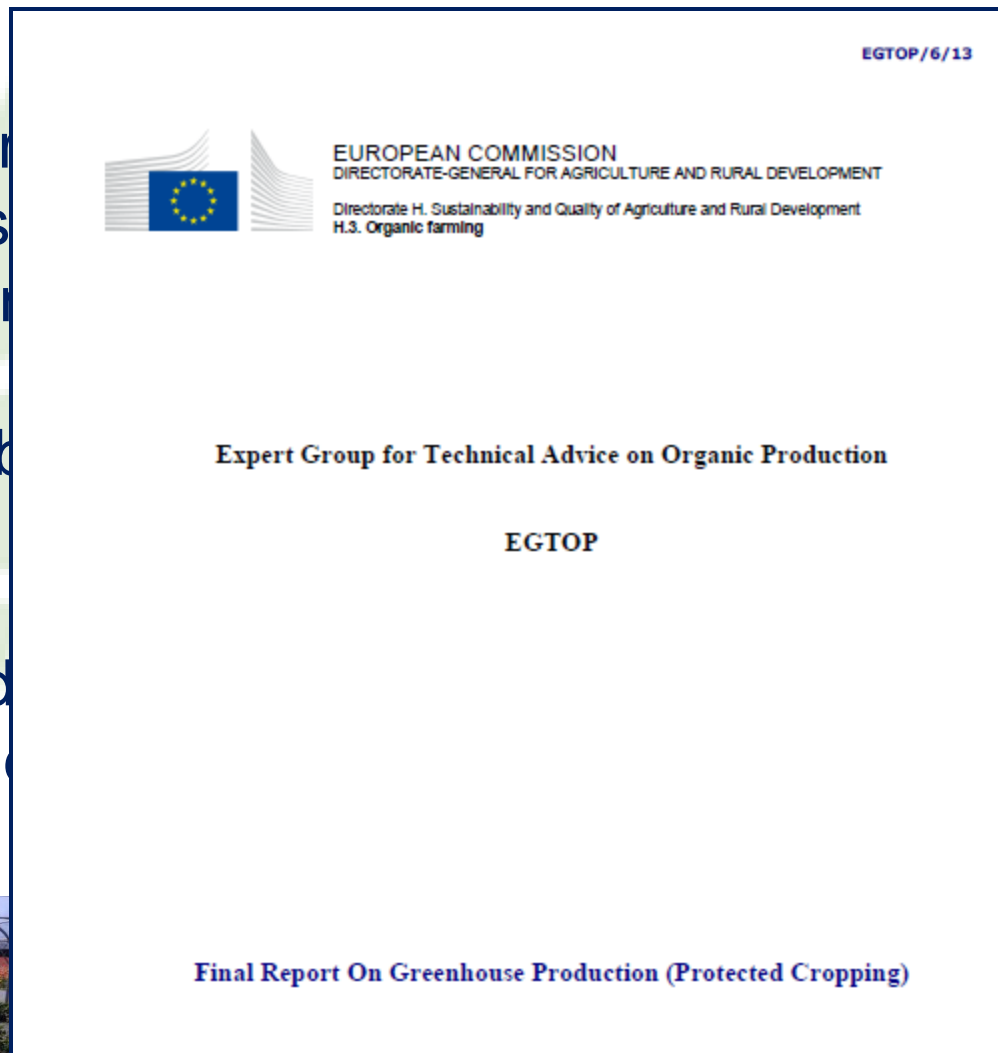 EGTOP/6/13
EUROPEAN COMMISSION
DIRECTORATE-GENERAL FOR AGRICULTURE AND RURAL DEVELOPMENT
Directorate H. Sustainability and Quality of Agriculture and Rural Development
H.3. Organic farming
Expert Group for Technical Advice on Organic Production
EGTOP
Final Report On Greenhouse Production (Protected Cropping)